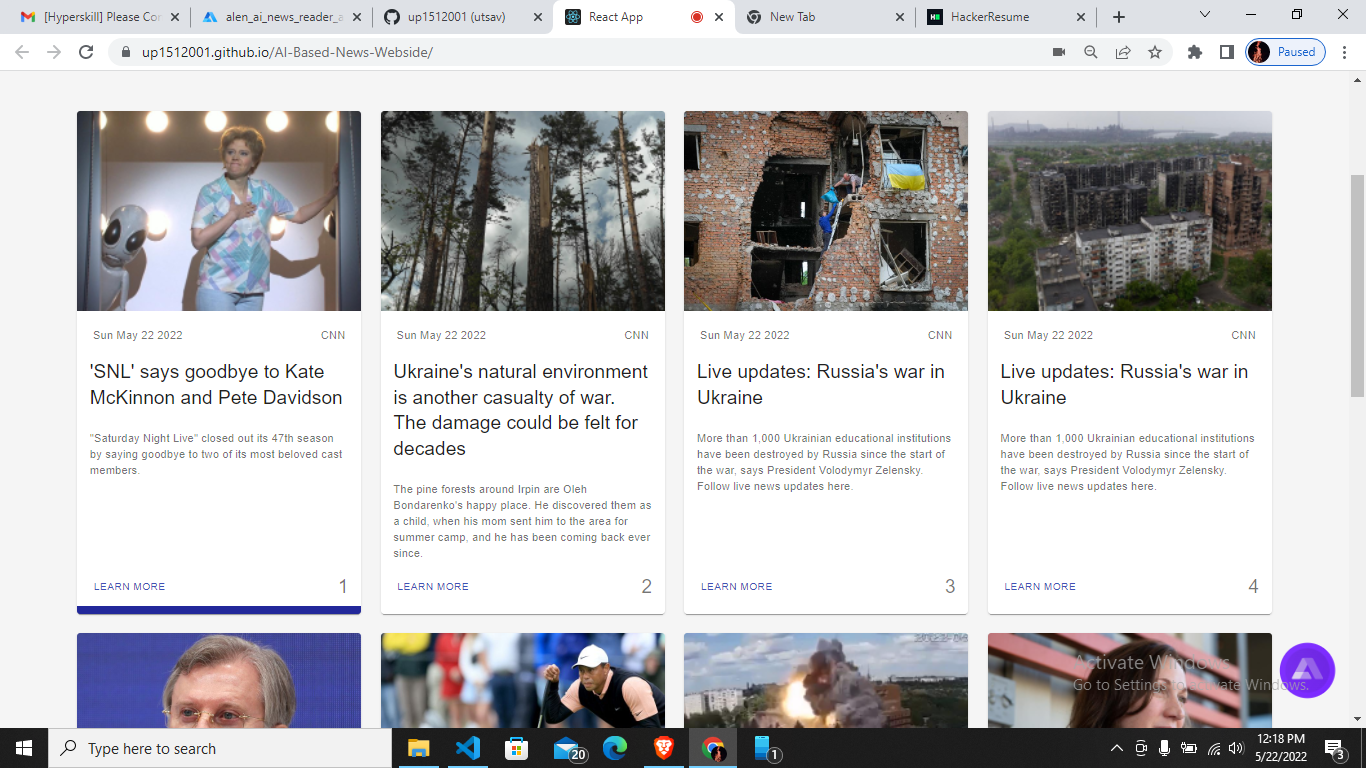 [Hyperskill] Please Cor
alen_ai_news_reader_a
up1512001 (utsav)
React App
New Tab
HackerResume
up1512001.github.io/AI-Based-News-Webside/
Paused
Sun May 22 2022 CNN
'SNL' says goodbye to Kate
McKinnon and Pete Davidson
"Saturday Night Live" closed out its 47th season
by saying goodbye to two of its most beloved cast
members.
LEARN MORE 1
Sun May 22 2022 CNN
Ukraine's natural environment
is another casualty of war.
The damage could be felt for
decades
The pine forests around Irpin are Oleh
Bondarenko's happy place. He discovered them as
a child, when his mom sent him to the area for
summer camp, and he has been coming back ever
since.
LEARN MORE 2
Sun May 22 2022 CNN
Live updates: Russia's war in
Ukraine
More than 1,000 Ukrainian educational institutions
have been destroyed by Russia since the start of
the war, says President Volodymyr Zelensky.
Follow live news updates here.
LEARN MORE 3
Sun May 22 2022 CNN
Live updates: Russia's war in
Ukraine
More than 1,000 Ukrainian educational institutions
have been destroyed by Russia since the start of
the war, says President Volodymyr Zelensky.
Follow live news updates here.
LEARN MORE 4
Activate Windows
Go to Settings to activate Windows.
Type here to search
20
1
12:18 PM
5/22/2022
3